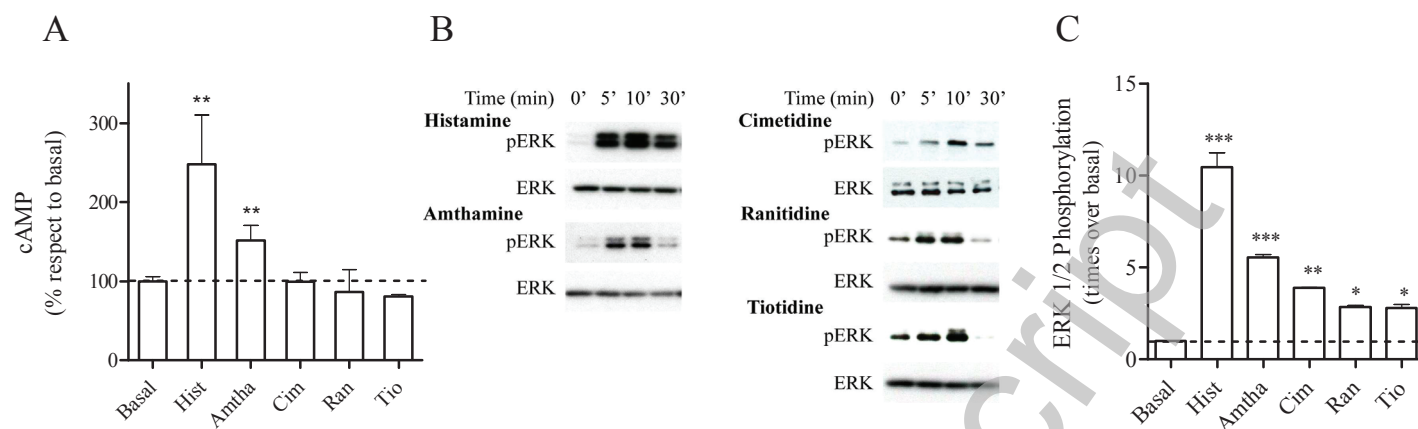 A
cAMP
(% respect to basal)
300
200
100
0
**
**
Basal
Hist
Amtha
Cim
Ran
Tio
B
Time (min) 0’ 5’ 10’ 30’
Histamine
pERK
ERK
Amthamine
pERK
ERK
Time (min) 0’ 5’ 10’ 30’
Cimetidine
pERK
ERK
Ranitidine
pERK
ERK
Tiotidine
pERK
ERK
C
ERK 1/2 Phosphorylation
(times over basal)
15
10
5
0
***
***
**
*
*
Basal
Hist
Amtha
Cim
Ran
Tio
cript